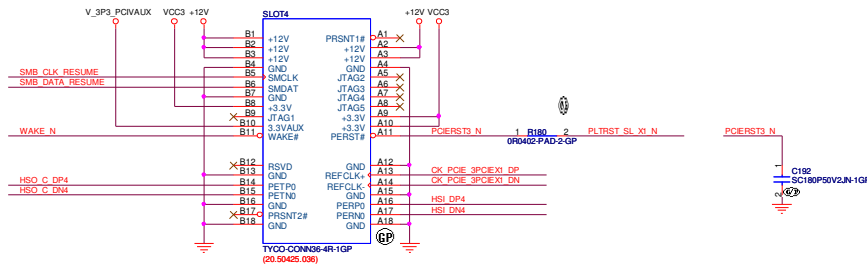 SLOT4
V_3P3_PCIVAUX
VCC3 +12V
+12V VCC3
B1 +12V PRSNT1# A1
B2 +12V +12V A2
B3 +12V +12V A3
B4 GND GND A4
SMB_CLK_RESUME B5 SMCLK JTAG2 A5
SMB_DATA_RESUME B6 SMDAT JTAG3 A6
B7 GND JTAG4 A7
B8 +3.3V JTAG5 A8
B9 JTAG1 +3.3V A9
B10 3.3VAUX +3.3V A10
WAKE_N B11 WAKE# PERST# A11 PCIERST3_N 1 R180 2 PLTRST_SL_X1_N PCIERST3_N
0R0402-PAD-2-GP
B12 RSVD GND A12
B13 GND REFCLK+ A13 CK_PCIE_3PCIEX1_DP
HSO_C_DP4 B14 PETP0 REFCLK- A14 CK_PCIE_3PCIEX1_DN
HSO_C_DN4 B15 PETN0 GND A15
B16 GND PERP0 A16 HSI_DP4
B17 PRSNT2# PERN0 A17 HSI_DN4
B18 GND GND A18
1
C192
SC180P50V2JN-1GP
2
GP
TYCO-CONN36-4R-1GP
(20.50425.036)